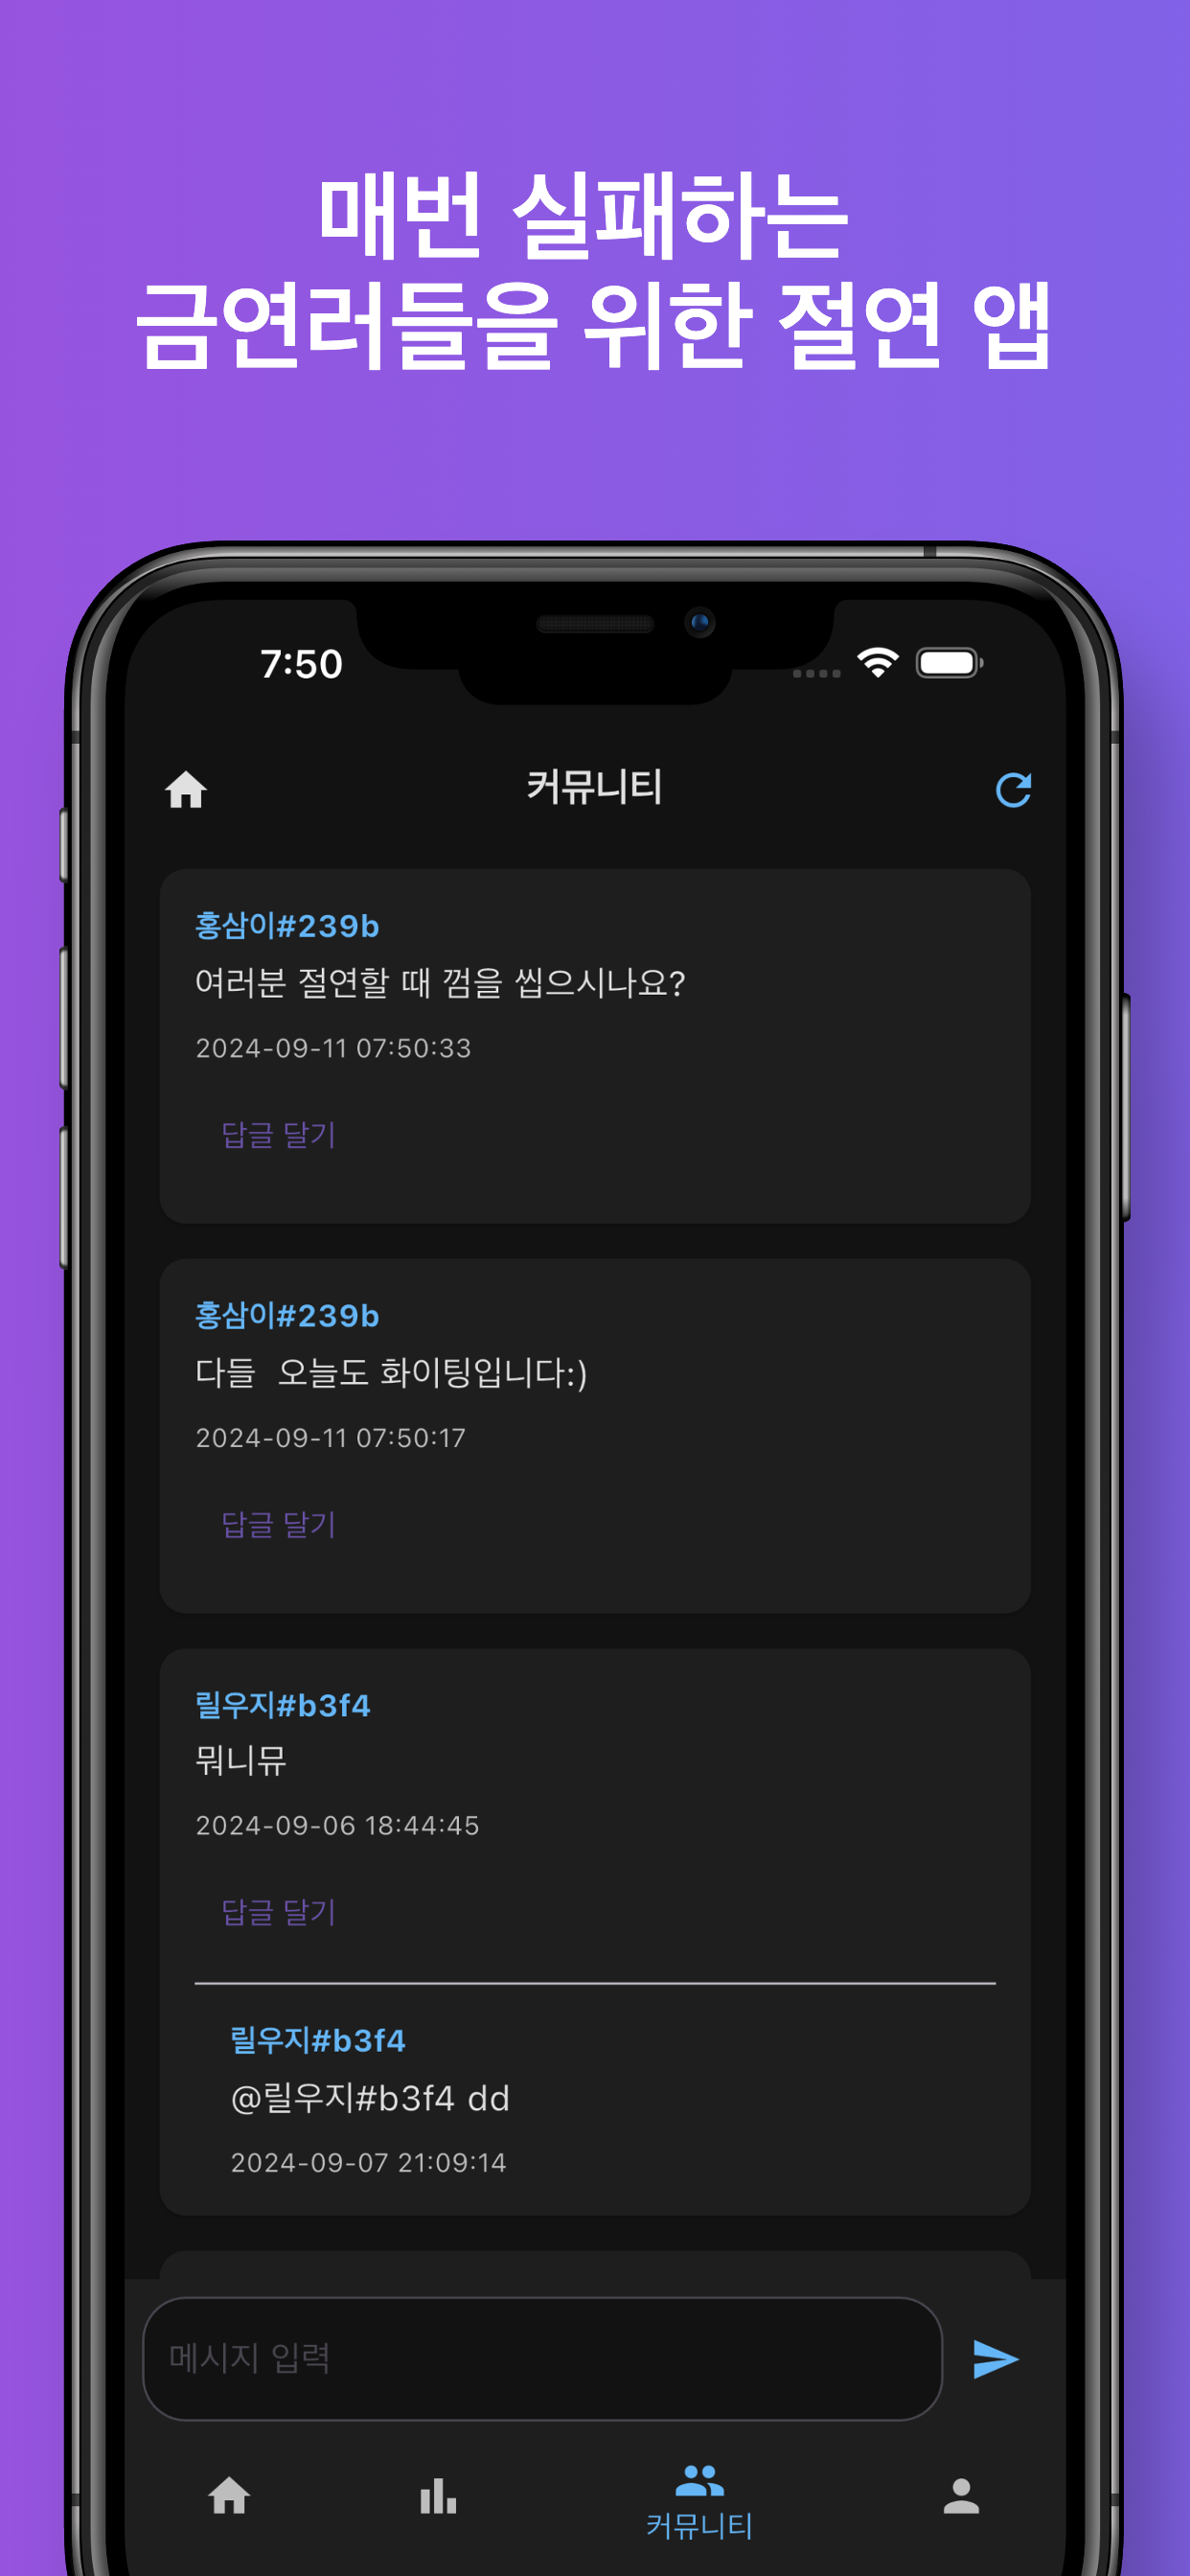 매번 실패하는
금연러들을 위한 절연 앱
7:50
커뮤니티
홍삼이#239b
여러분 절연할 때 껌을 씹으시나요?
2024-09-11 07:50:33
답글 달기
홍삼이#239b
다들  오늘도 화이팅입니다:)
2024-09-11 07:50:17
답글 달기
릴우지#b3f4
뭐니뮤
2024-09-06 18:44:45
답글 달기
릴우지#b3f4
@릴우지#b3f4 dd
2024-09-07 21:09:14
메시지 입력
커뮤니티